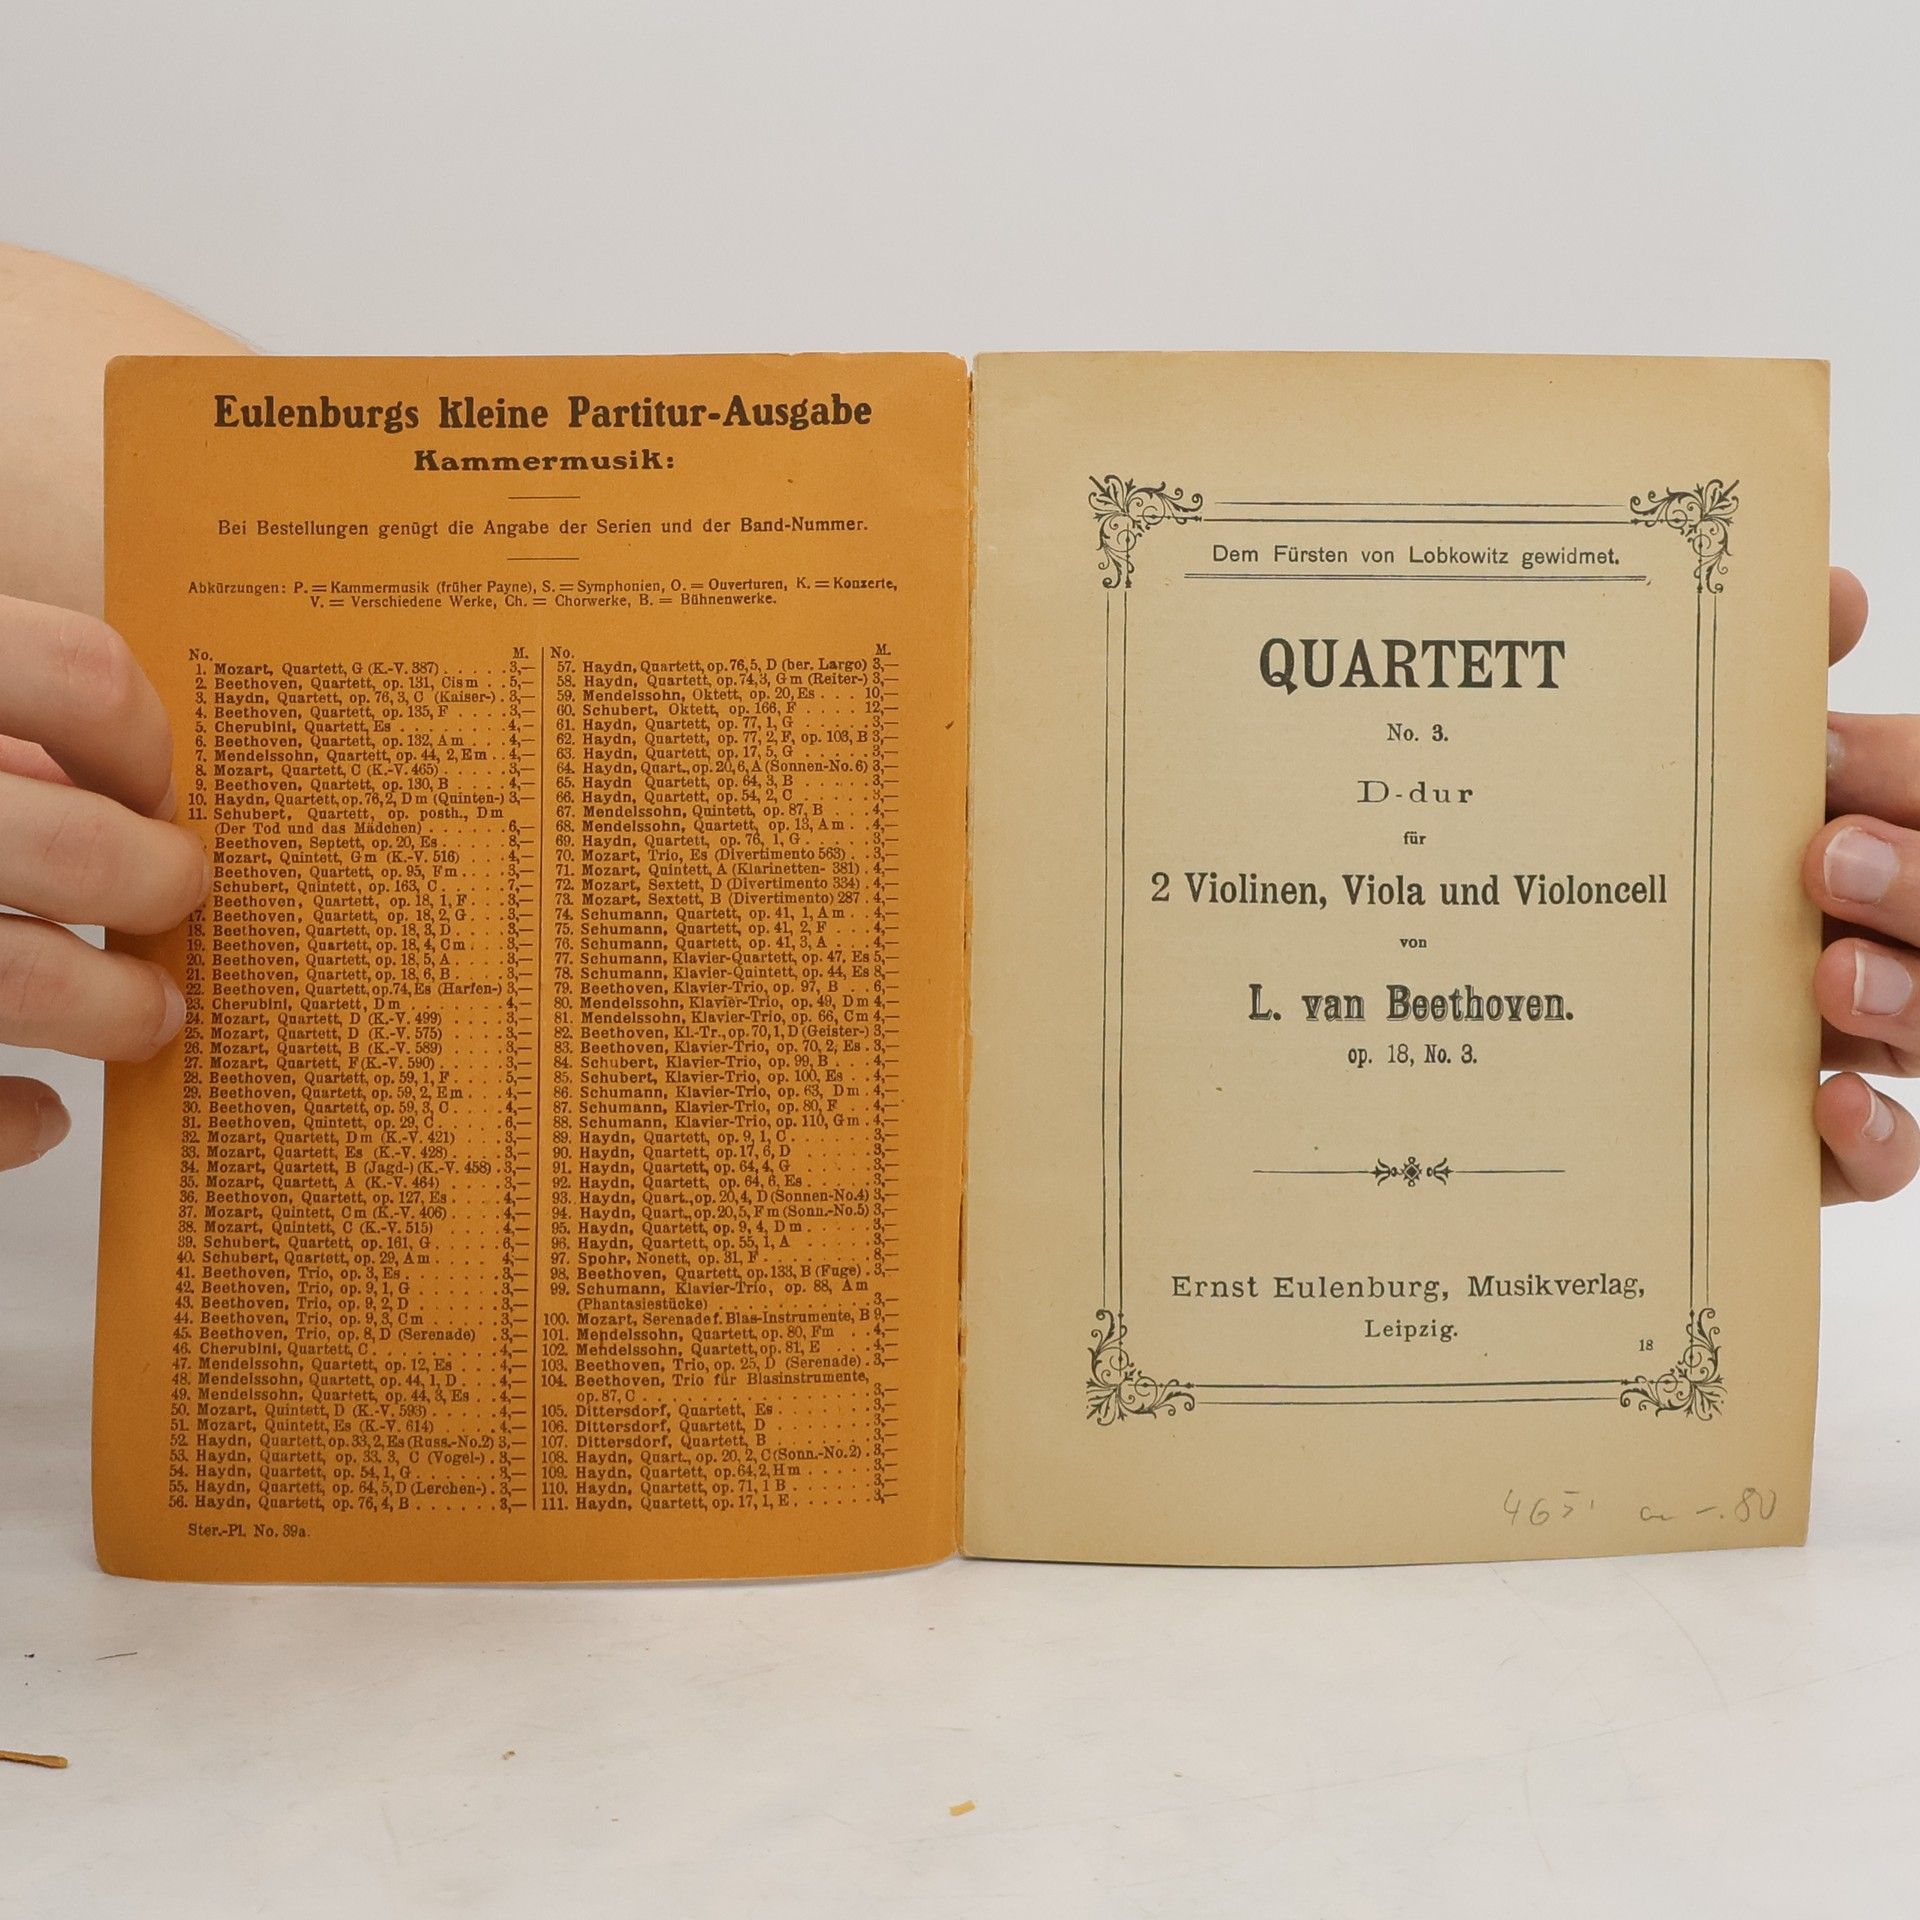 Eulenburgs kleine Partitur-Ausgabe
Kammermusik:
Bei Bestellungen genügt die Angabe der Serien und der Band-Nummer.
Abkürzungen: P. = Kammermusik (früher Payne), S. = Symphonien, O. = Ouverturen, K. = Konzerte,
V. = Verschiedene Werke, Ch. = Chorwerke, B. = Bühnenwerke.
No. M.
1. Mozart, Quartett, G (K.-V. 387) . . . . . 3,—
2. Beethoven, Quartett, op. 131, Cism . . 5,—
3. Haydn, Quartett, op. 76, 3, C (Kaiser-) . 3,—
4. Beethoven, Quartett, op. 135, F . . . . 3,—
5. Cherubini, Quartett, Es . . . . . . . . 4,—
6. Beethoven, Quartett, op. 132, Am . . . 4,—
7. Mendelssohn, Quartett, op. 44, 2, Em . . 4,—
8. Mozart, Quartett, C (K.-V. 465) . . . . . 3,—
9. Beethoven, Quartett, op. 130, B . . . . 4,—
10. Haydn, Quartett, op. 76, 2, Dm (Quinten-) 3,—
11. Schubert, Quartett, op. posth., Dm
(Der Tod und das Mädchen) . . . . . . 6,—
Beethoven, Septett, op. 20, Es . . . . . 8,—
Mozart, Quintett, Gm (K.-V. 516) . . . 4,—
Beethoven, Quartett, op. 95, Fm . . . . 3,—
Schubert, Quintett, op. 163, C . . . . . 7,—
Beethoven, Quartett, op. 18, 1, F . . . 3,—
17. Beethoven, Quartett, op. 18, 2, G . . . 3,—
18. Beethoven, Quartett, op. 18, 3, D . . . . 3,—
19. Beethoven, Quartett, op. 18, 4, Cm . . . 3,—
20. Beethoven, Quartett, op. 18, 5, A . . . . 3,—
21. Beethoven, Quartett, op. 18, 6, B . . . . 3,—
22. Beethoven, Quartett, op. 74, Es (Harfen-) 3,—
23. Cherubini, Quartett, Dm . . . . . . . 4,—
24. Mozart, Quartett, D (K.-V. 499) . . . . 3,—
25. Mozart, Quartett, D (K.-V. 575) . . . . 3,—
26. Mozart, Quartett, B (K.-V. 589) . . . . 3,—
27. Mozart, Quartett, F (K.-V. 590) . . . . . 3,—
28. Beethoven, Quartett, op. 59, 1, F . . . . 5,—
29. Beethoven, Quartett, op. 59, 2, Em . . . 4,—
30. Beethoven, Quartett, op. 59, 3, C . . . . 4,—
31. Beethoven, Quintett, op. 29, C . . . . . 6,—
32. Mozart, Quartett, Dm (K.-V. 421) . . . . 3,—
33. Mozart, Quartett, Es (K.-V. 428) . . . . 3,—
34. Mozart, Quartett, B (Jagd-) (K.-V. 458) . 3,—
35. Mozart, Quartett, A (K.-V. 464) . . . . 3,—
36. Beethoven, Quartett, op. 127, Es . . . . 4,—
37. Mozart, Quintett, Cm (K.-V. 406) . . . . 4,—
38. Mozart, Quintett, C (K.-V. 515) . . . . 4,—
39. Schubert, Quartett, op. 161, G . . . . . 6,—
40. Schubert, Quartett, op. 29, Am . . . . 4,—
41. Beethoven, Trio, op. 3, Es . . . . . . . 3,—
42. Beethoven, Trio, op. 9, 1, G . . . . . . 3,—
43. Beethoven, Trio, op. 9, 2, D . . . . . . 3,—
44. Beethoven, Trio, op. 9, 3, Cm . . . . . 3,—
45. Beethoven, Trio, op. 8, D (Serenade) . 3,—
46. Cherubini, Quartett, C . . . . . . . . . 4,—
47. Mendelssohn, Quartett, op. 12, Es . . . 4,—
48. Mendelssohn, Quartett, op. 44, 1, D . . . 4,—
49. Mendelssohn, Quartett, op. 44, 3, Es . . 4,—
50. Mozart, Quintett, D (K.-V. 593) . . . . . 4,—
51. Mozart, Quintett, Es (K.-V. 614) . . . . 4,—
52. Haydn, Quartett, op. 33, 2, Es (Russ.-No. 2) 3,—
53. Haydn, Quartett, op. 33, 3, C (Vogel-) . 3,—
54. Haydn, Quartett, op. 54, 1, G . . . . . . 3,—
55. Haydn, Quartett, op. 64, 5, D (Lerchen-) . 3,—
56. Haydn, Quartett, op. 76, 4, B . . . . . . 3,—
Ster.-Pl. No. 39a.
No. M.
57. Haydn, Quartett, op. 76, 5, D (ber. Largo) 3,—
58. Haydn, Quartett, op. 74, 3, Gm (Reiter-) 3,—
59. Mendelssohn, Oktett, op. 20, Es . . . 10,—
60. Schubert, Oktett, op. 166, F . . . . 12,—
61. Haydn, Quartett, op. 77, 1, G . . . . . 3,—
62. Haydn, Quartett, op. 77, 2, F, op. 103, B 3,—
63. Haydn, Quartett, op. 17, 5, G . . . . . 3,—
64. Haydn, Quart., op. 20, 6, A (Sonnen-No. 6) 3,—
65. Haydn, Quartett, op. 64, 3, B . . . . . 3,—
66. Haydn, Quartett, op. 54, 2, C . . . . . 3,—
67. Mendelssohn, Quintett, op. 87, B . . . 4,—
68. Mendelssohn, Quartett, op. 13, Am . . 4,—
69. Haydn, Quartett, op. 76, 1, G . . . . . 3,—
70. Mozart, Trio, Es (Divertimento 563) . . 3,—
71. Mozart, Quintett, A (Klarinetten- 381) . 4,—
72. Mozart, Sextett, D (Divertimento 334) . 4,—
73. Mozart, Sextett, B (Divertimento) 287 . 4,—
74. Schumann, Quartett, op. 41, 1, Am . . 4,—
75. Schumann, Quartett, op. 41, 2, F . . . 4,—
76. Schumann, Quartett, op. 41, 3, A . . . 4,—
77. Schumann, Klavier-Quartett, op. 47, Es 5,—
78. Schumann, Klavier-Quintett, op. 44, Es 8,—
79. Beethoven, Klavier-Trio, op. 97, B . . 6,—
80. Mendelssohn, Klavier-Trio, op. 49, Dm 4,—
81. Mendelssohn, Klavier-Trio, op. 66, Cm 4,—
82. Beethoven, Kl.-Tr., op. 70, 1, D (Geister-) 3,—
83. Beethoven, Klavier-Trio, op. 70, 2, Es . 3,—
84. Schubert, Klavier-Trio, op. 99, B . . . 4,—
85. Schubert, Klavier-Trio, op. 100, Es . . 4,—
86. Schumann, Klavier-Trio, op. 63, Dm . 4,—
87. Schumann, Klavier-Trio, op. 80, F . . 4,—
88. Schumann, Klavier-Trio, op. 110, Gm . 4,—
89. Haydn, Quartett, op. 9, 1, C . . . . . . 3,—
90. Haydn, Quartett, op. 17, 6, D . . . . . 3,—
91. Haydn, Quartett, op. 64, 4, G . . . . . 3,—
92. Haydn, Quartett, op. 64, 6, Es . . . . . 3,—
93. Haydn, Quart., op. 20, 4, D (Sonnen-No. 4) 3,—
94. Haydn, Quart., op. 20, 5, Fm (Sonn.-No. 5) 3,—
95. Haydn, Quartett, op. 9, 4, Dm . . . . . 3,—
96. Haydn, Quartett, op. 55, 1, A . . . . . 3,—
97. Spohr, Nonett, op. 31, F . . . . . . . 8,—
98. Beethoven, Quartett, op. 133, B (Fuge) . 3,—
99. Schumann, Klavier-Trio, op. 88, Am
(Phantasiestücke) . . . . . . . . . . 3,—
100. Mozart, Serenade f. Blas-Instrumente, B 9,—
101. Mendelssohn, Quartett, op. 80, Fm . . 4,—
102. Mendelssohn, Quartett, op. 81, E . . . 4,—
103. Beethoven, Trio, op. 25, D (Serenade) . 3,—
104. Beethoven, Trio für Blasinstrumente,
op. 87, C . . . . . . . . . . . . . . 3,—
105. Dittersdorf, Quartett, Es . . . . . . . 3,—
106. Dittersdorf, Quartett, D . . . . . . . 3,—
107. Dittersdorf, Quartett, B . . . . . . . 3,—
108. Haydn, Quart., op. 20, 2, C (Sonn.-No. 2) . 3,—
109. Haydn, Quartett, op. 64, 2, Hm . . . . 3,—
110. Haydn, Quartett, op. 71, 1 B . . . . . . 3,—
111. Haydn, Quartett, op. 17, 1, E . . . . . . 3,—
Dem Fürsten von Lobkowitz gewidmet.
QUARTETT
No. 3.
D-dur
für
2 Violinen, Viola und Violoncell
von
L. van Beethoven.
op. 18, No. 3.
Ernst Eulenburg, Musikverlag,
Leipzig.
18
-.80